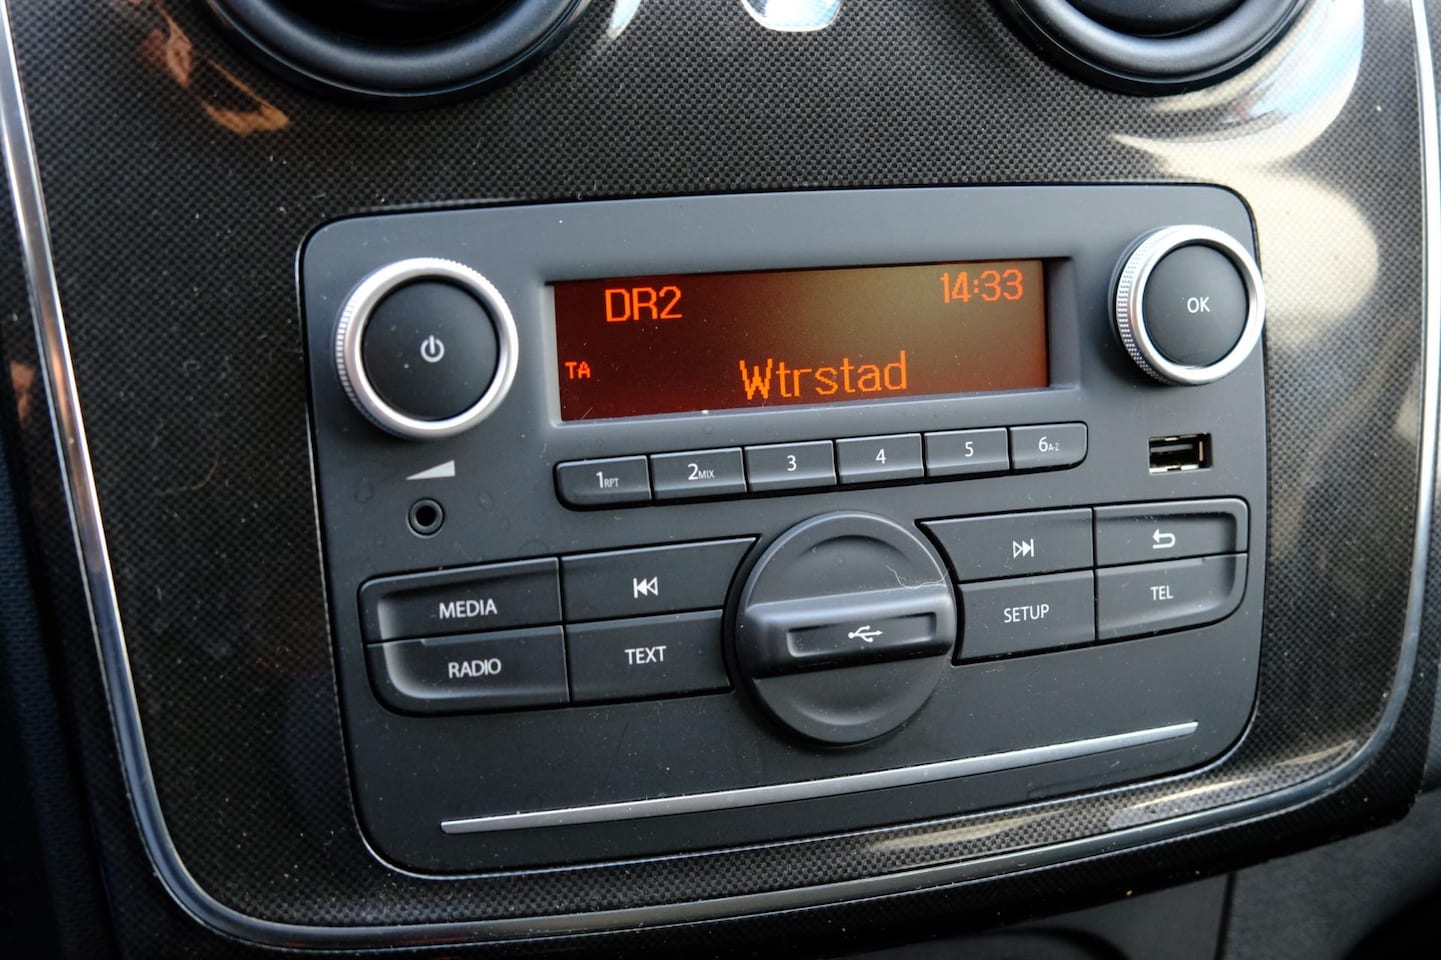 DR2 14:33
TA Wtrstad
OK
1RPT 2MIX 3 4 5 6A-Z
MEDIA
RADIO TEXT
SETUP TEL